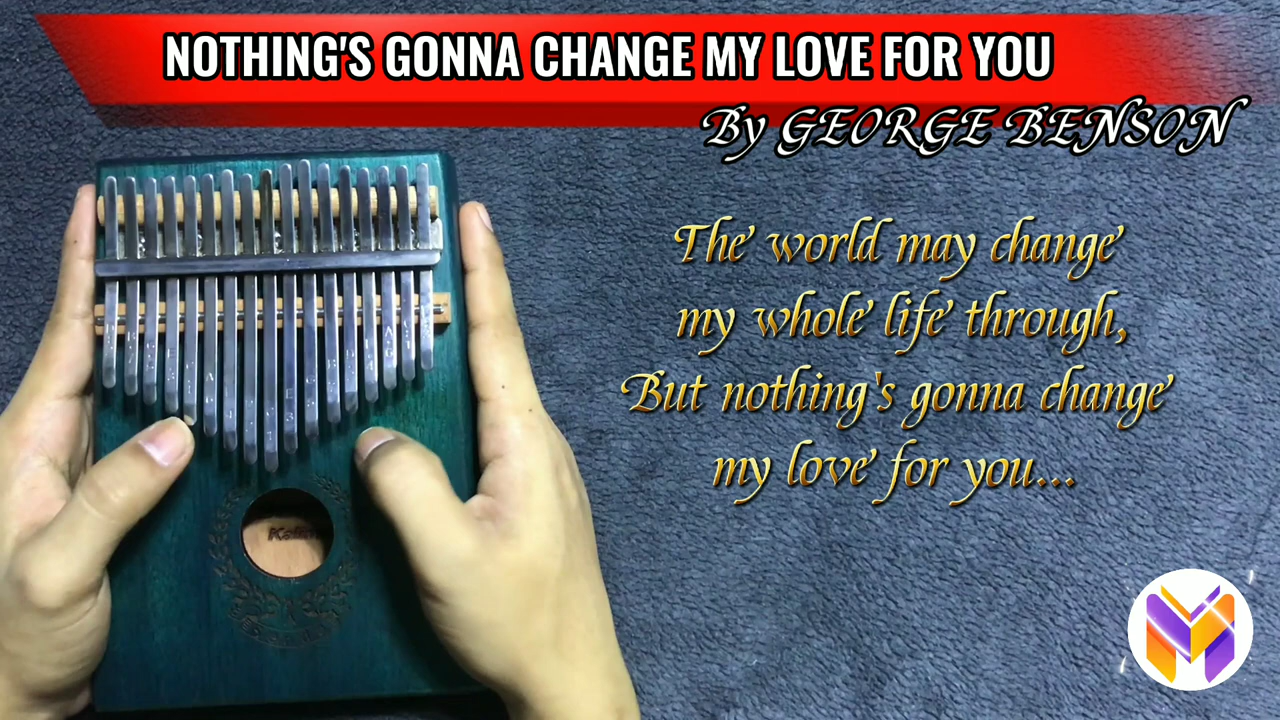 NOTHING'S GONNA CHANGE MY LOVE FOR YOU
By GEORGE BENSON
The world may change
my whole life through,
But nothing's gonna change
my love for you...